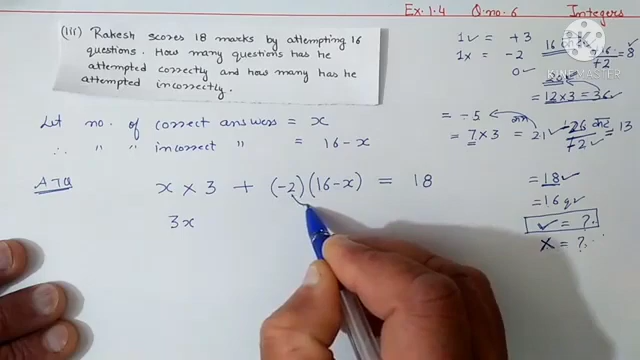 Ex.1.4 Q.no.6 Integers
(iii) Rakesh scores 18 marks by attempting 16
questions. How many questions has he
attempted correctly and how many has he
attempted incorrectly.
1✓ = +3
1x = -2
0✓
KINEMASTER
= 12×3 = 36✓
= -5
= 7×3 = 21✓
= 13
Let no. of correct answers = x
∴ " " incorrect " = 16-x
ATQ x × 3 + (-2)(16-x) = 18
3x
= 18✓
= 16 q✓
✓ = ?
X = ?